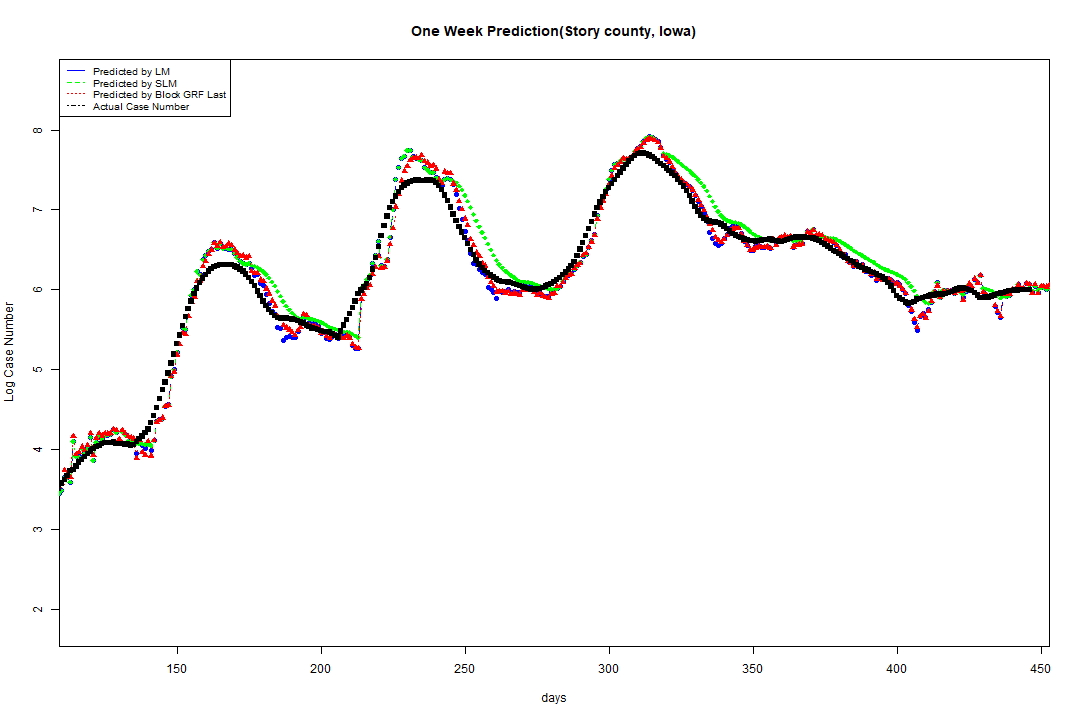 One Week Prediction(Story county, Iowa)
Predicted by LM
Predicted by SLM
Predicted by Block GRF Last
Actual Case Number
8
7
6
5
4
3
2
Log Case Number
150 200 250 300 350 400 450
days